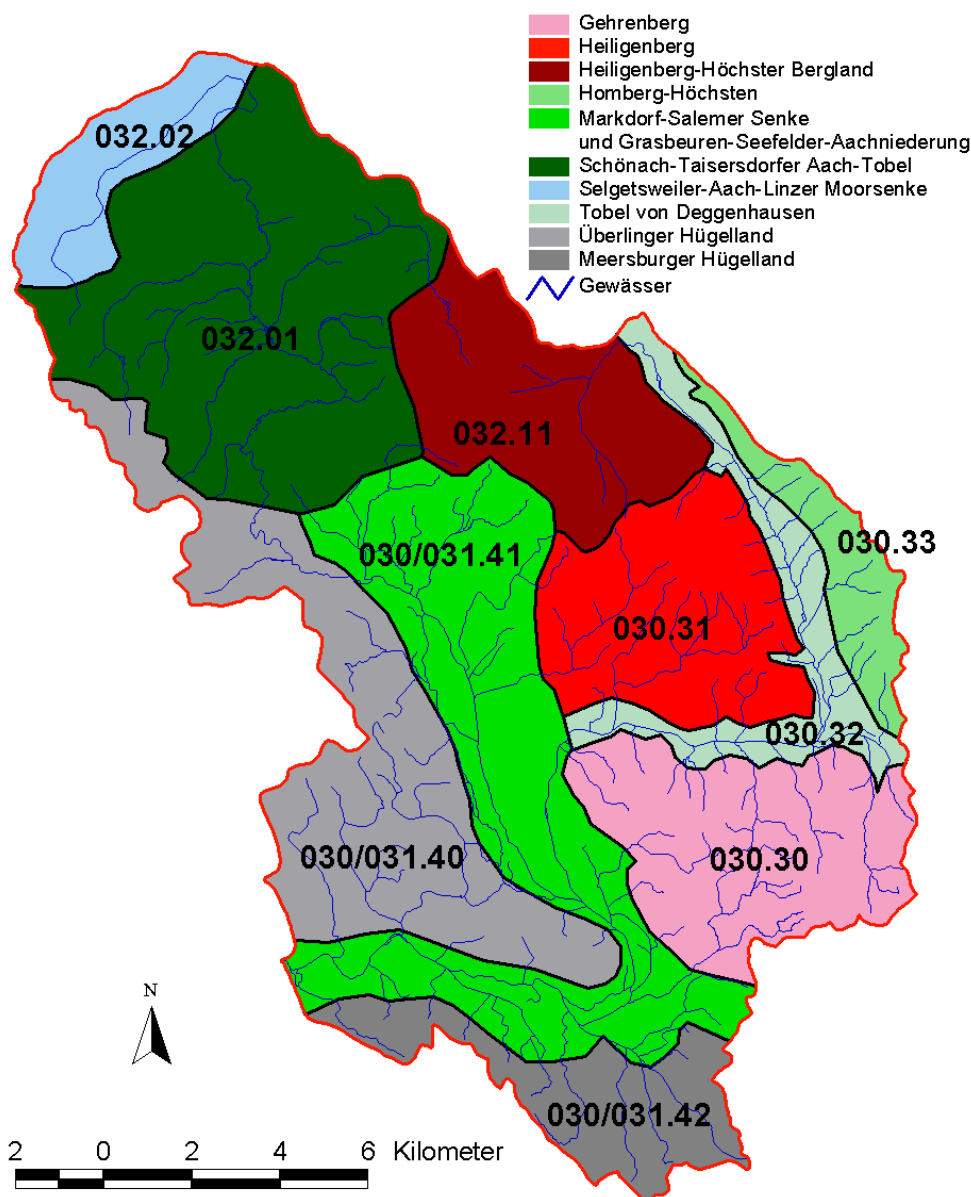 Gehrenberg
Heiligenberg
Heiligenberg-Höchster Bergland
Homberg-Höchsten
Markdorf-Salemer Senke
und Grasbeuren-Seefelder-Aachniederung
Schönach-Taisersdorfer Aach-Tobel
Selgetsweiler-Aach-Linzer Moorsenke
Tobel von Deggenhausen
Überlinger Hügelland
Meersburger Hügelland
Gewässer
032.02
032.01
032.11
030/031.41
030.33
030.31
030.32
030/031.40
030.30
N
030/031.42
2 0 2 4 6 Kilometer